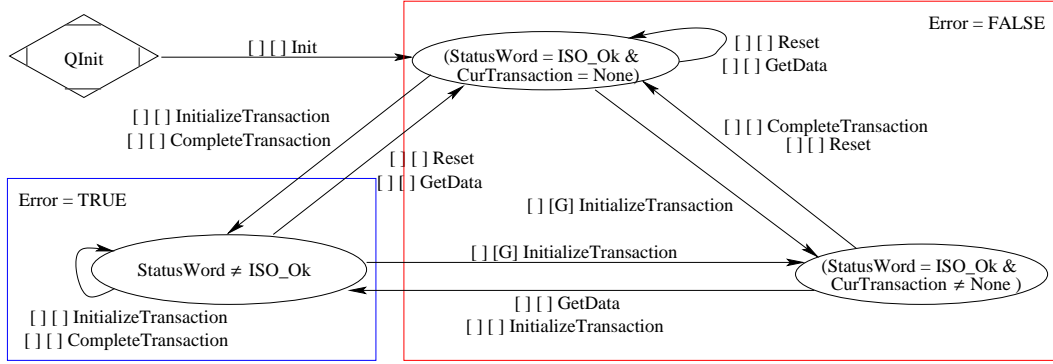 Error = FALSE
QInit
[ ] [ ] Init
(StatusWord = ISO_Ok &
CurTransaction = None)
[ ] [ ] Reset
[ ] [ ] GetData
[ ] [ ] InitializeTransaction
[ ] [ ] CompleteTransaction
[ ] [ ] CompleteTransaction
[ ] [ ] Reset
[ ] [ ] Reset
[ ] [ ] GetData
Error = TRUE
[ ] [G] InitializeTransaction
StatusWord ≠ ISO_Ok
[ ] [G] InitializeTransaction
(StatusWord = ISO_Ok &
CurTransaction ≠ None )
[ ] [ ] GetData
[ ] [ ] InitializeTransaction
[ ] [ ] InitializeTransaction
[ ] [ ] CompleteTransaction